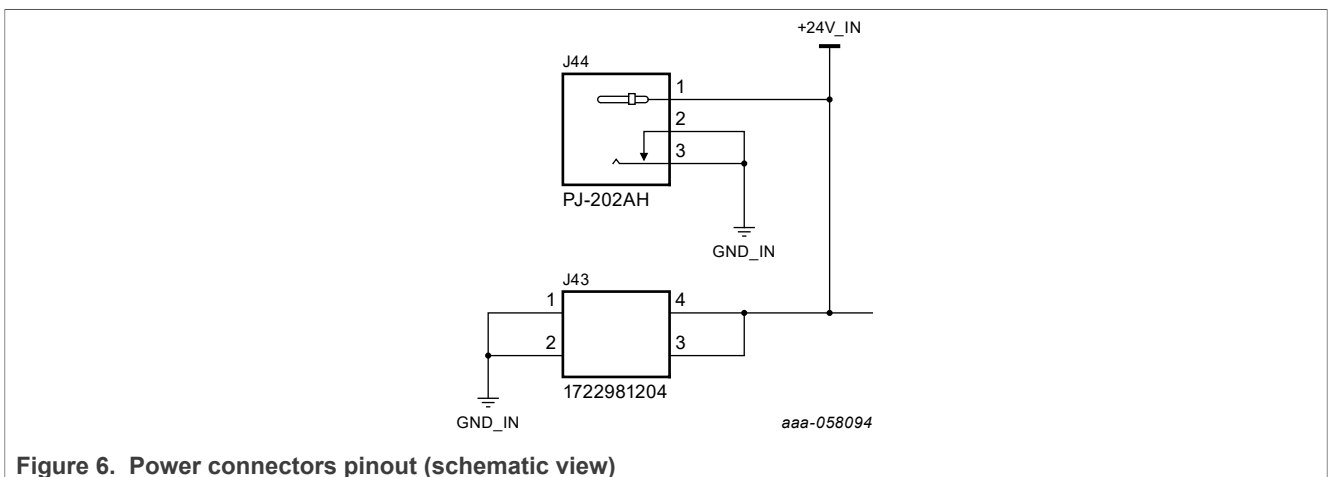 +24V_IN
J44
1
2
3
PJ-202AH
GND_IN
J43
1
4
2
3
1722981204
GND_IN
aaa-058094
Figure 6. Power connectors pinout (schematic view)